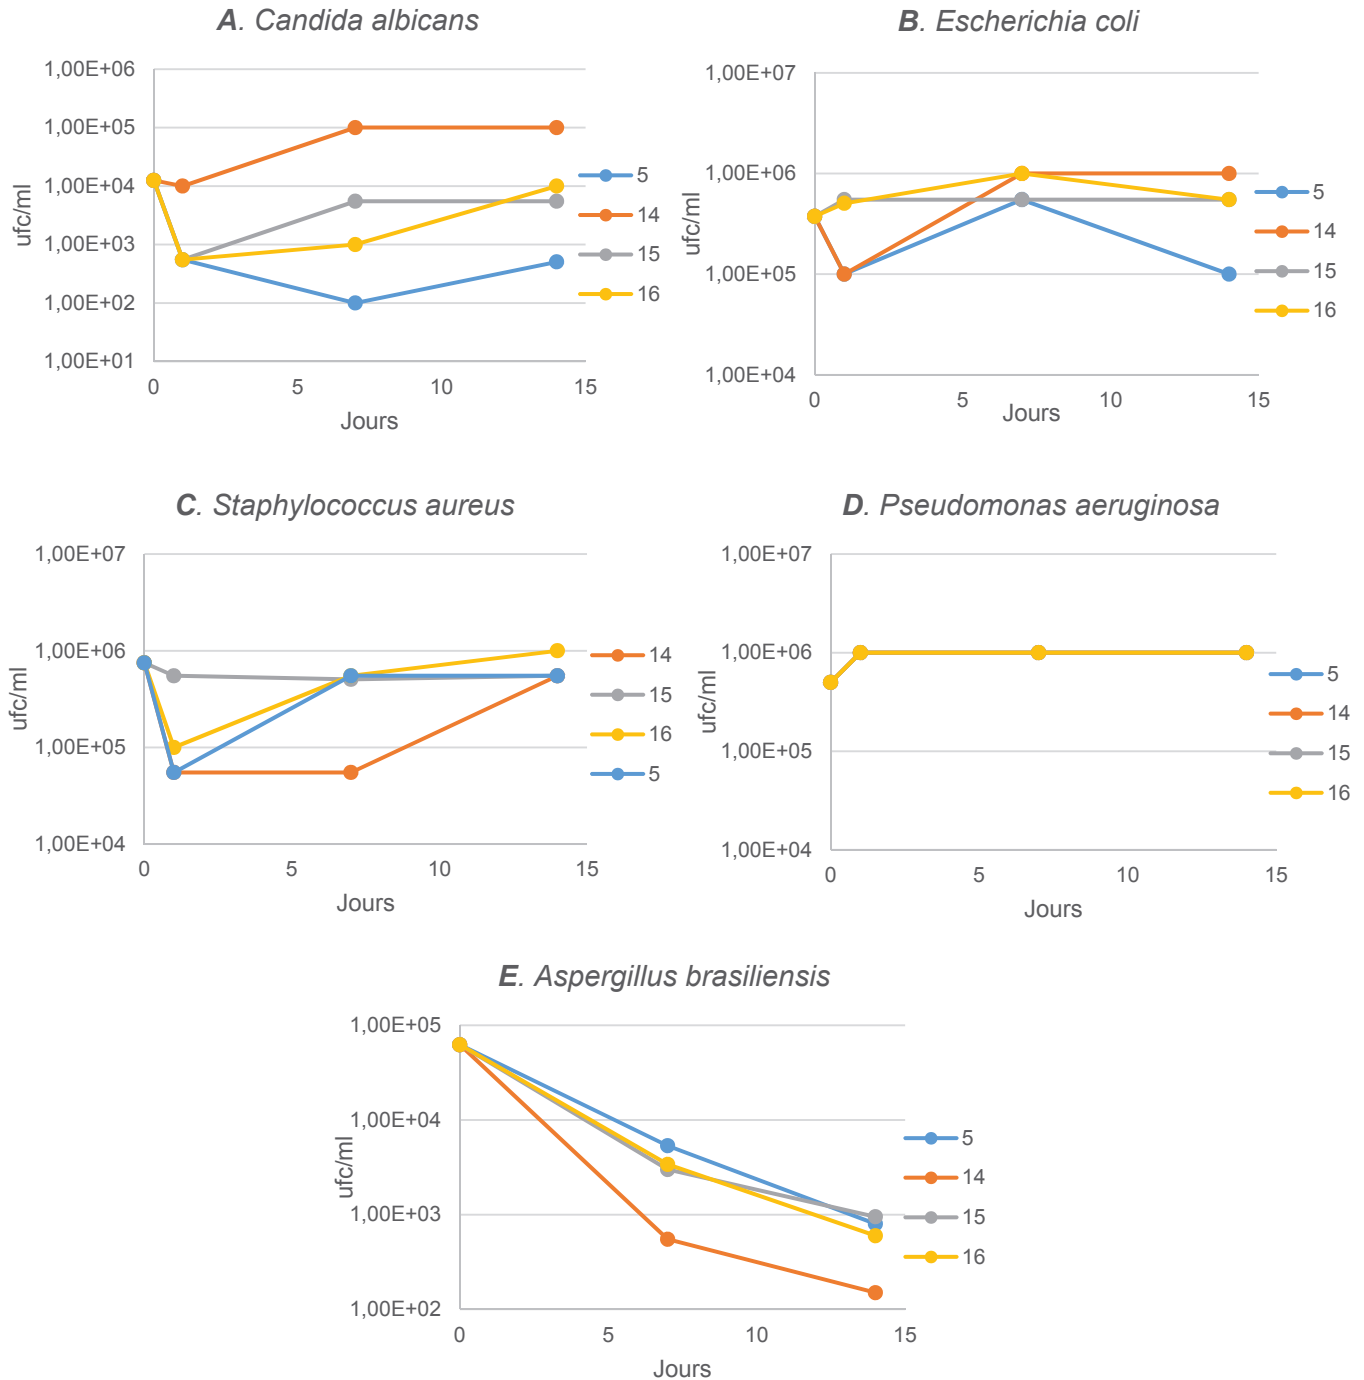 A. Candida albicans
1,00E+06
1,00E+05
1,00E+04
1,00E+03
1,00E+02
1,00E+01
ufc/ml
0 5 10 15
Jours
5
14
15
16
B. Escherichia coli
1,00E+07
1,00E+06
1,00E+05
1,00E+04
ufc/ml
0 5 10 15
Jours
5
14
15
16
C. Staphylococcus aureus
1,00E+07
1,00E+06
1,00E+05
1,00E+04
ufc/ml
0 5 10 15
Jours
14
15
16
5
D. Pseudomonas aeruginosa
1,00E+07
1,00E+06
1,00E+05
1,00E+04
ufc/ml
0 5 10 15
Jours
5
14
15
16
E. Aspergillus brasiliensis
1,00E+05
1,00E+04
1,00E+03
1,00E+02
ufc/ml
0 5 10 15
Jours
5
14
15
16